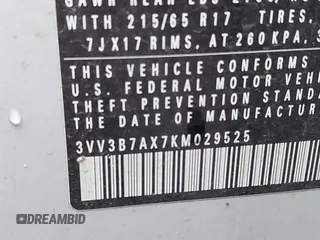 WITH 215/65 R17 TIRES,
7JX17 RIMS, AT 260 KPA,
THIS VEHICLE CONFORMS
U.S. FEDERAL MOTOR VEHIC
THEFT PREVENTION STANDA
THE DATE OF MANUFACTUR
3VV3B7AX7KM029525
DREAMBID